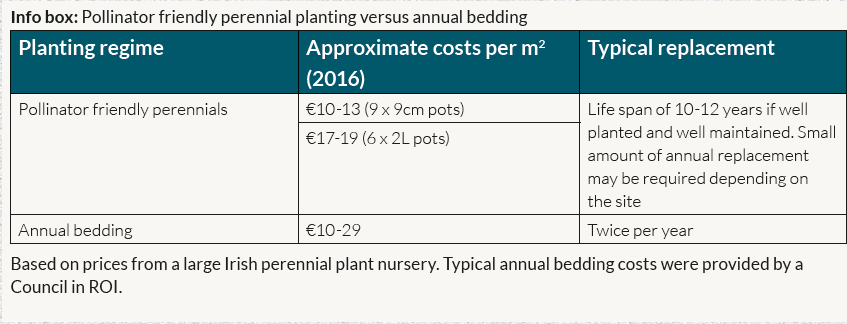 Info box: Pollinator friendly perennial planting versus annual bedding
Planting regime
Approximate costs per m²
(2016)
Typical replacement
Pollinator friendly perennials
€10-13 (9 x 9cm pots)
€17-19 (6 x 2L pots)
Life span of 10-12 years if well
planted and well maintained. Small
amount of annual replacement
may be required depending on
the site
Annual bedding
€10-29
Twice per year
Based on prices from a large Irish perennial plant nursery. Typical annual bedding costs were provided by a
Council in ROI.